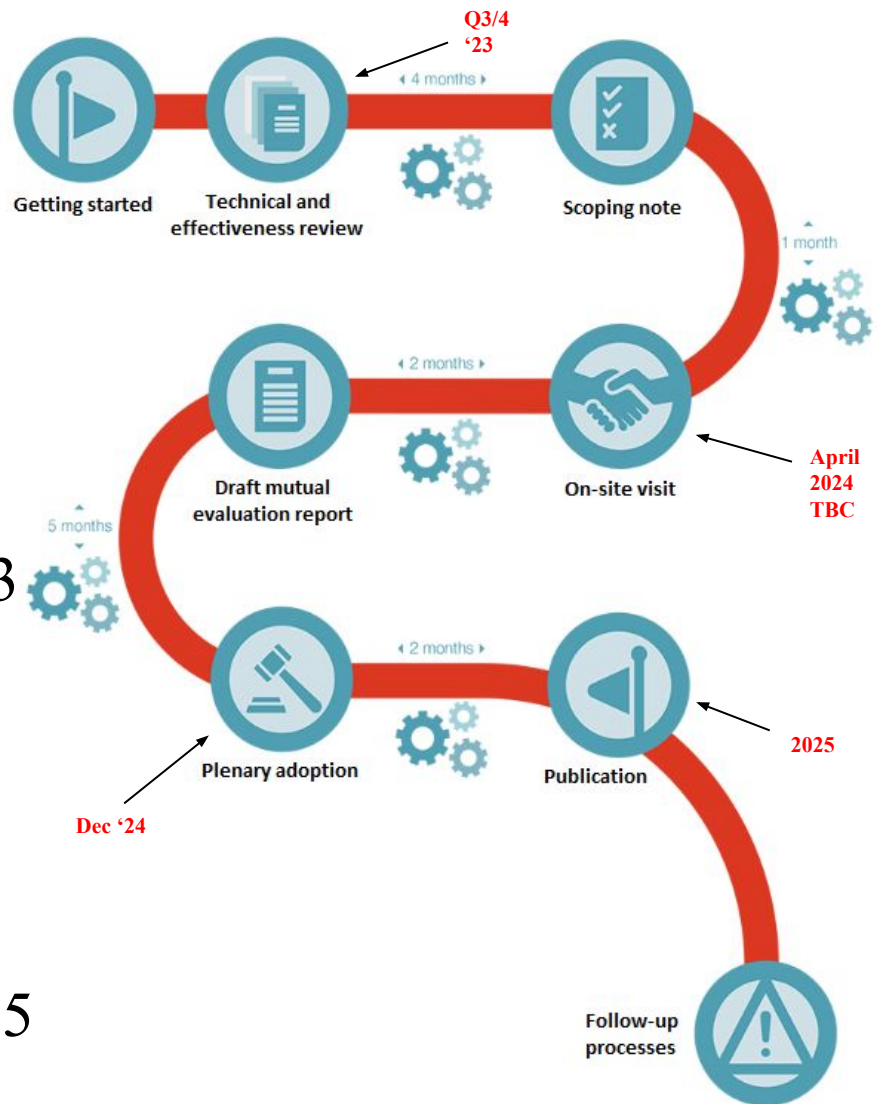 Q3/4
‘23
4 months
Getting started
Technical and
effectiveness review
Scoping note
1 month
2 months
Draft mutual
evaluation report
On-site visit
April
2024
TBC
5 months
3
2 months
Plenary adoption
Publication
2025
Dec ‘24
5
Follow-up
processes